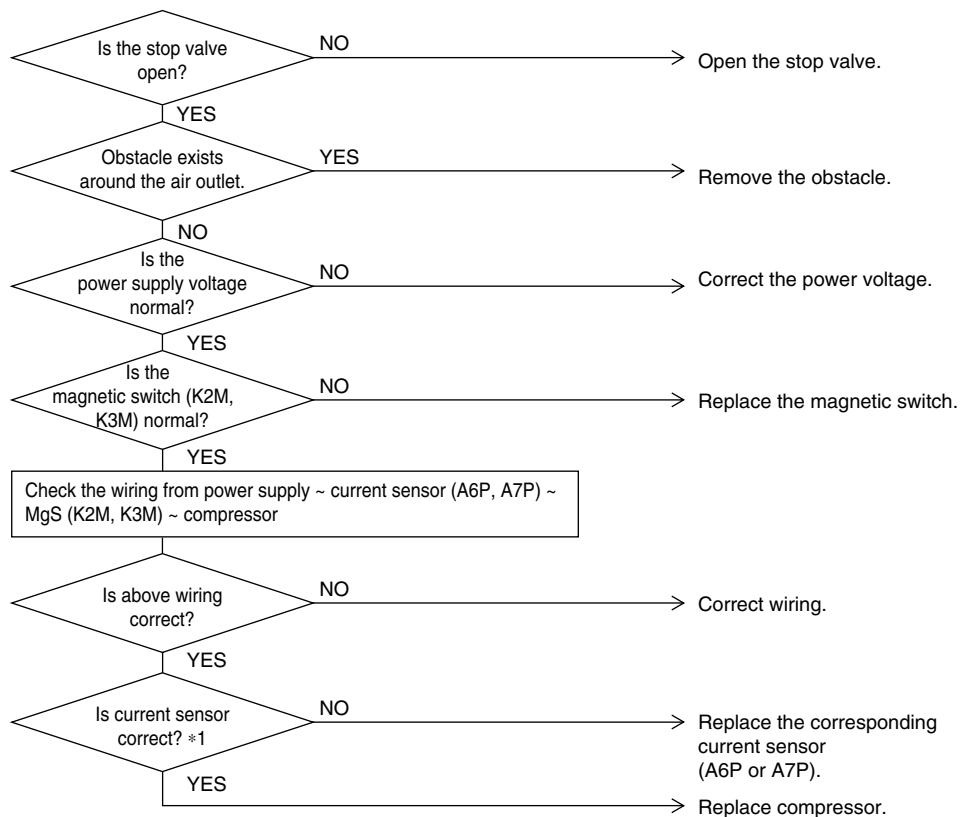 Is the stop valve
open?
NO
Open the stop valve.
YES
Obstacle exists
around the air outlet.
YES
Remove the obstacle.
NO
Is the
power supply voltage
normal?
NO
Correct the power voltage.
YES
Is the
magnetic switch (K2M,
K3M) normal?
NO
Replace the magnetic switch.
YES
Check the wiring from power supply ~ current sensor (A6P, A7P) ~
MgS (K2M, K3M) ~ compressor
Is above wiring
correct?
NO
Correct wiring.
YES
Is current sensor
correct? *1
NO
Replace the corresponding
current sensor
(A6P or A7P).
YES
Replace compressor.